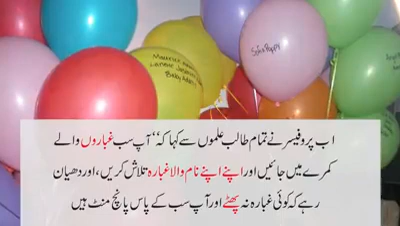 اب پروفیسر نے تمام طالب علموں سے کہا کہ ‘‘ آپ سب غباروں والے
کمرے میں جائیں اور اپنے اپنے نام والا غبارہ تلاش کریں، اور دھیان
رہے کہ کوئی غبارہ نہ پھٹے اور آپ سب کے پاس پانچ منٹ ہیں